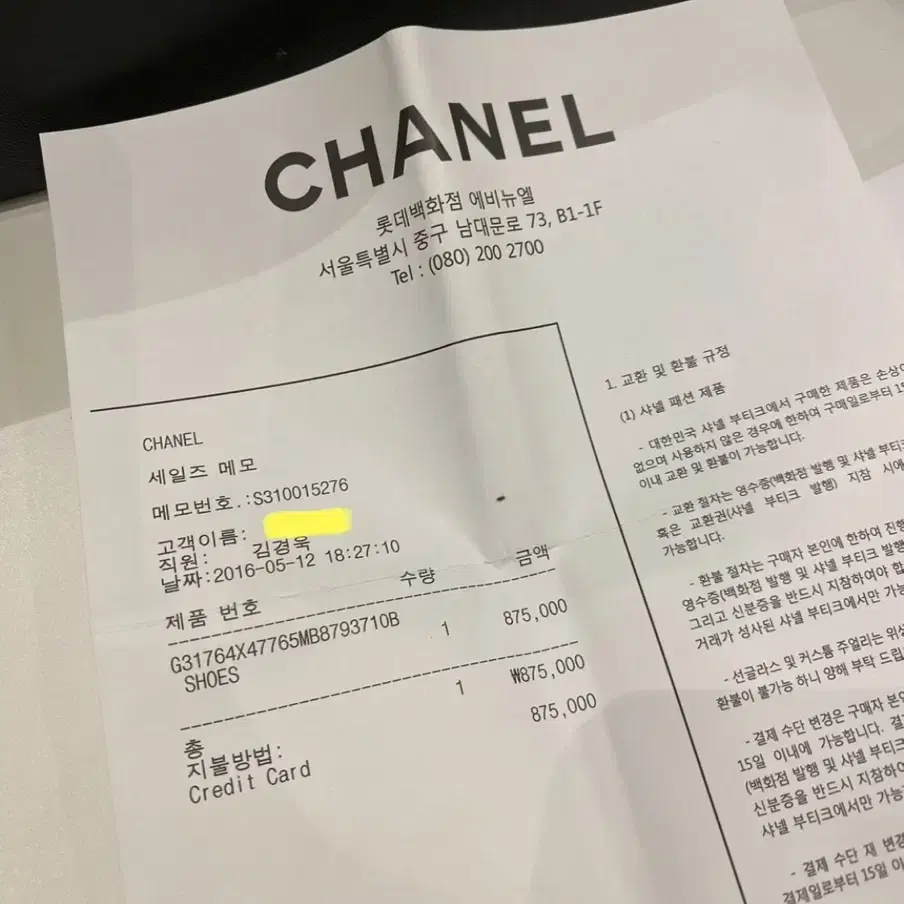 CHANEL
롯데백화점 에비뉴엘
서울특별시 중구 남대문로 73, B1-1F
Tel : (080) 200 2700
CHANEL
세일즈 메모
메모번호.:S310015276
고객이름:
직원: 김경욱
날짜:2016-05-12 18:27:10
제품 번호 수량 금액
G31764X47765MB8793710B 1 875,000
SHOES
1 ₩875,000
875,000
총
지불방법:
Credit Card
1. 교환 및 환불 규정
(1) 샤넬 패션 제품
- 대한민국 샤넬 부티크에서 구매한 제품은 손상이
없으며 사용하지 않은 경우에 한하여 구매일로부터 15
이내 교환 및 환불이 가능합니다.
- 교환 절차는 영수증(백화점 발행 및 샤넬 부티크
혹은 교환권(샤넬 부티크 발행) 지참 시에
가능합니다.
- 환불 절차는 구매자 본인에 한하여 진행
영수증(백화점 발행 및 샤넬 부티크 발행
그리고 신분증을 반드시 지참하여야 합
거래가 성사된 샤넬 부티크에서만 가능
- 선글라스 및 커스튬 주얼리는 위생
환불이 불가능 하니 양해 부탁 드립
- 결제 수단 변경은 구매자 본인
15일 이내에 가능합니다. 결
(백화점 발행 및 샤넬 부티크
신분증을 반드시 지참하여
샤넬 부티크에서만 가능
- 결제 수단 재 변경
결제일로부터 15일 이